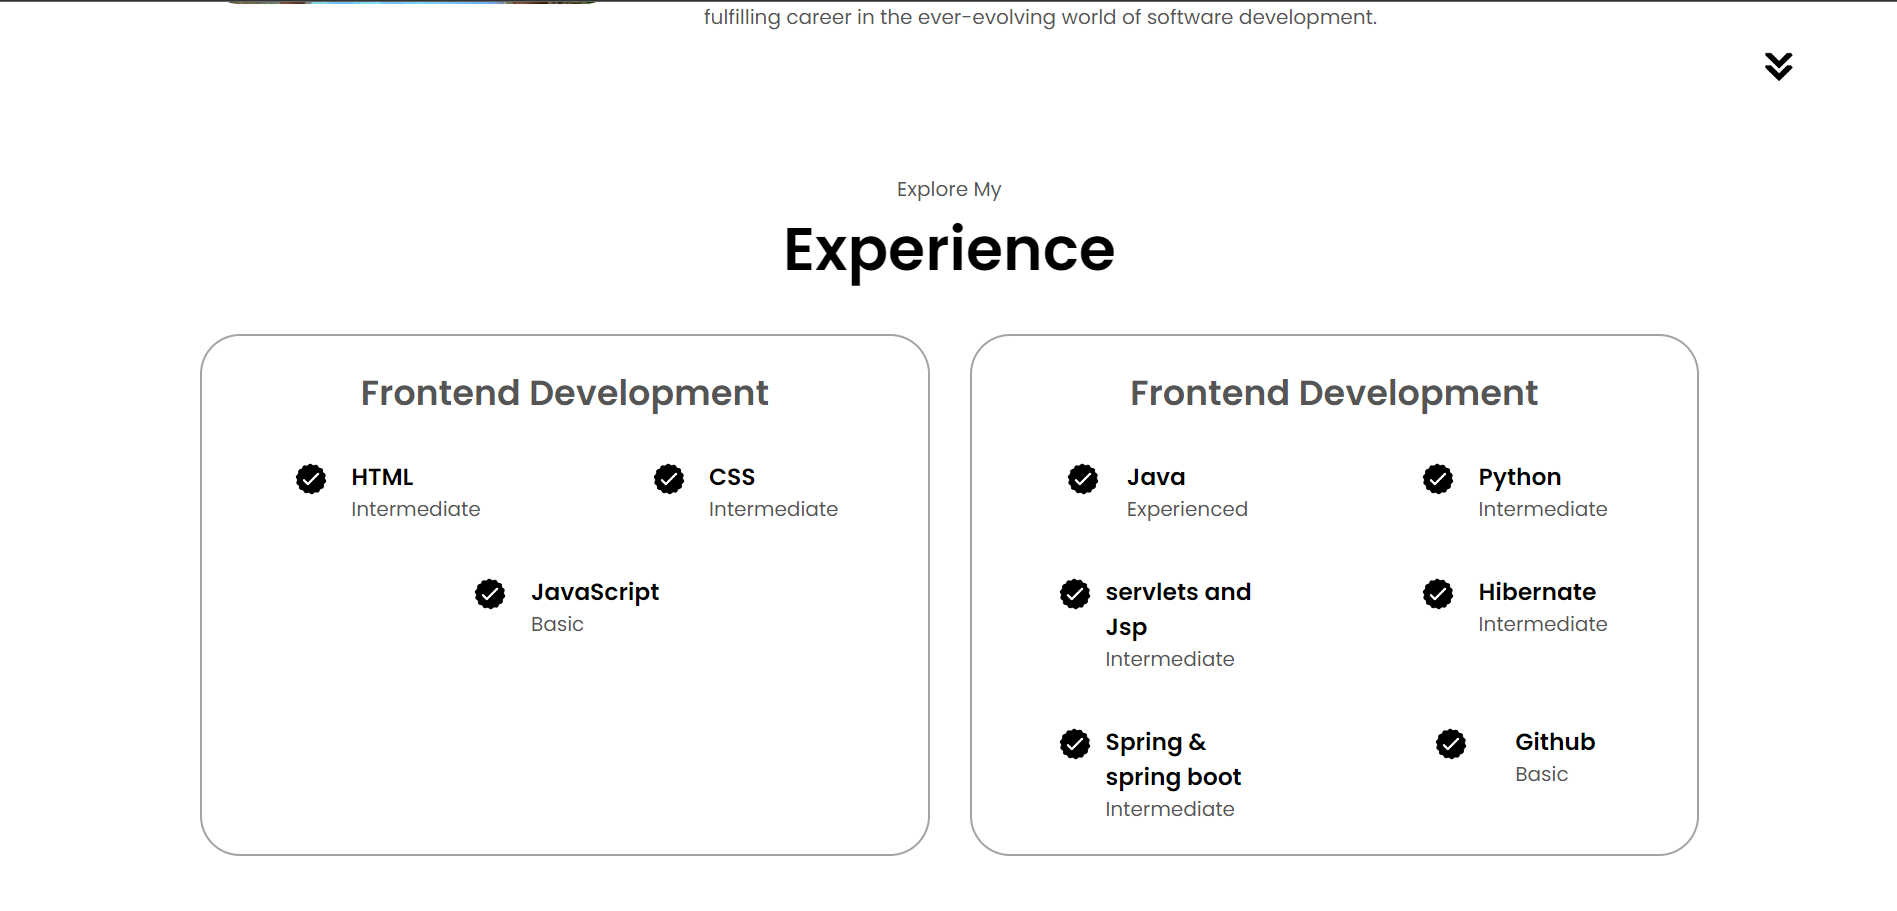 fulfilling career in the ever-evolving world of software development.
Explore My
Experience
Frontend Development
HTML
Intermediate
CSS
Intermediate
JavaScript
Basic
Frontend Development
Java
Experienced
Python
Intermediate
servlets and
Jsp
Intermediate
Hibernate
Intermediate
Spring &
spring boot
Intermediate
Github
Basic